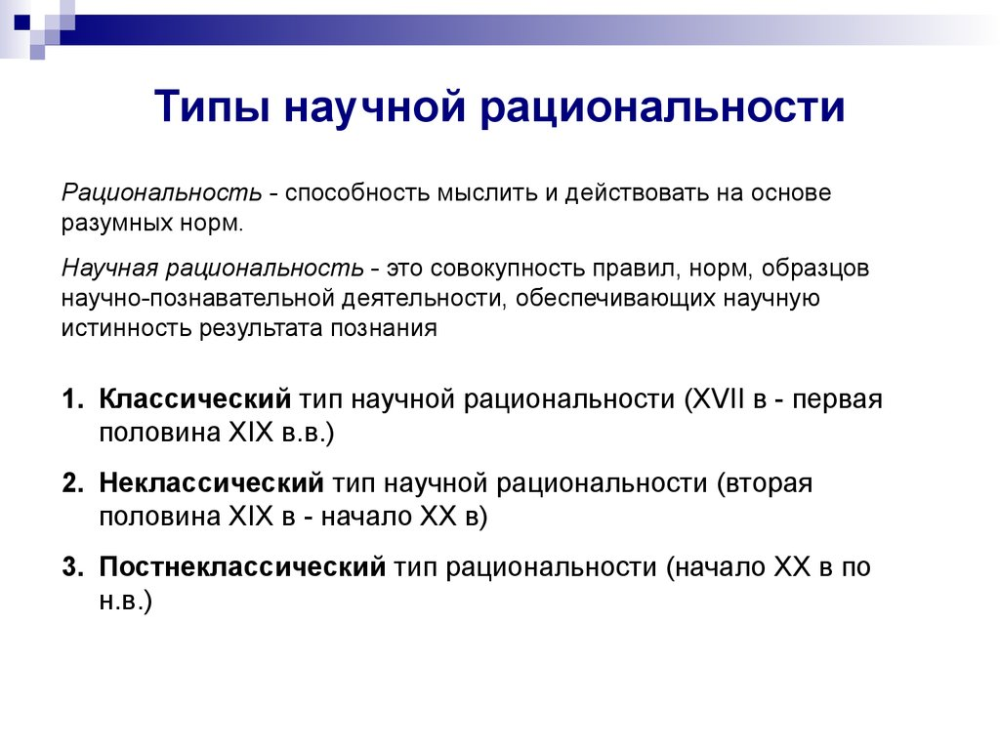 Типы научной рациональности
Рациональность - способность мыслить и действовать на основе
разумных норм.
Научная рациональность - это совокупность правил, норм, образцов
научно-познавательной деятельности, обеспечивающих научную
истинность результата познания
1. Классический тип научной рациональности (XVII в - первая
половина XIX в.в.)
2. Неклассический тип научной рациональности (вторая
половина XIX в - начало XX в)
3. Постнеклассический тип рациональности (начало XX в по
н.в.)